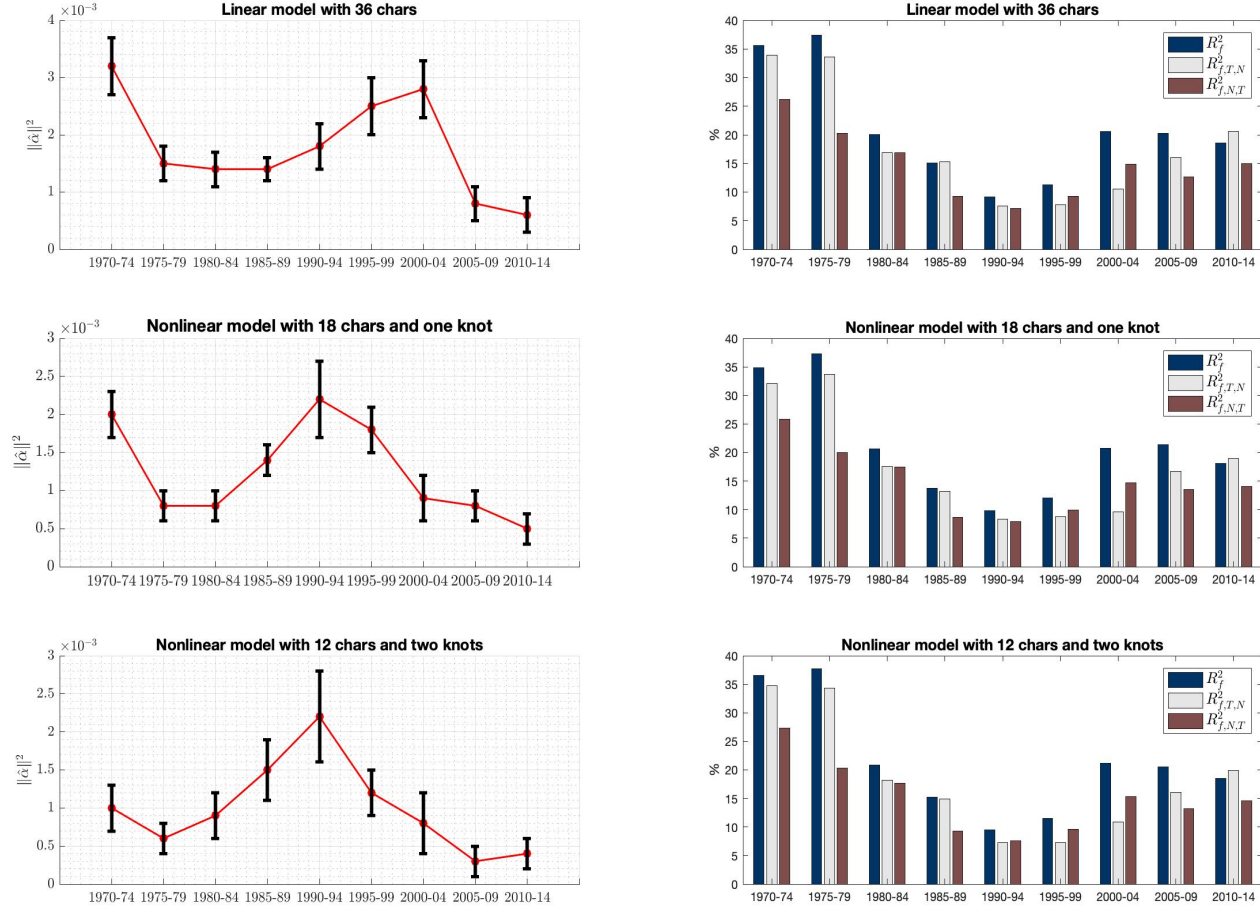 Linear model with 36 chars
×10⁻³
4
3
2
1
0
‖α̂‖²
1970-74 1975-79 1980-84 1985-89 1990-94 1995-99 2000-04 2005-09 2010-14
Linear model with 36 chars
40
35
30
25
20
15
10
5
0
%
R²_f
R²_{f,T,N}
R²_{f,N,T}
1970-74 1975-79 1980-84 1985-89 1990-94 1995-99 2000-04 2005-09 2010-14
Nonlinear model with 18 chars and one knot
×10⁻³
3
2.5
2
1.5
1
0.5
0
‖α̂‖²
1970-74 1975-79 1980-84 1985-89 1990-94 1995-99 2000-04 2005-09 2010-14
Nonlinear model with 18 chars and one knot
40
35
30
25
20
15
10
5
0
%
R²_f
R²_{f,T,N}
R²_{f,N,T}
1970-74 1975-79 1980-84 1985-89 1990-94 1995-99 2000-04 2005-09 2010-14
Nonlinear model with 12 chars and two knots
×10⁻³
3
2.5
2
1.5
1
0.5
0
‖α̂‖²
1970-74 1975-79 1980-84 1985-89 1990-94 1995-99 2000-04 2005-09 2010-14
Nonlinear model with 12 chars and two knots
40
35
30
25
20
15
10
5
0
%
R²_f
R²_{f,T,N}
R²_{f,N,T}
1970-74 1975-79 1980-84 1985-89 1990-94 1995-99 2000-04 2005-09 2010-14